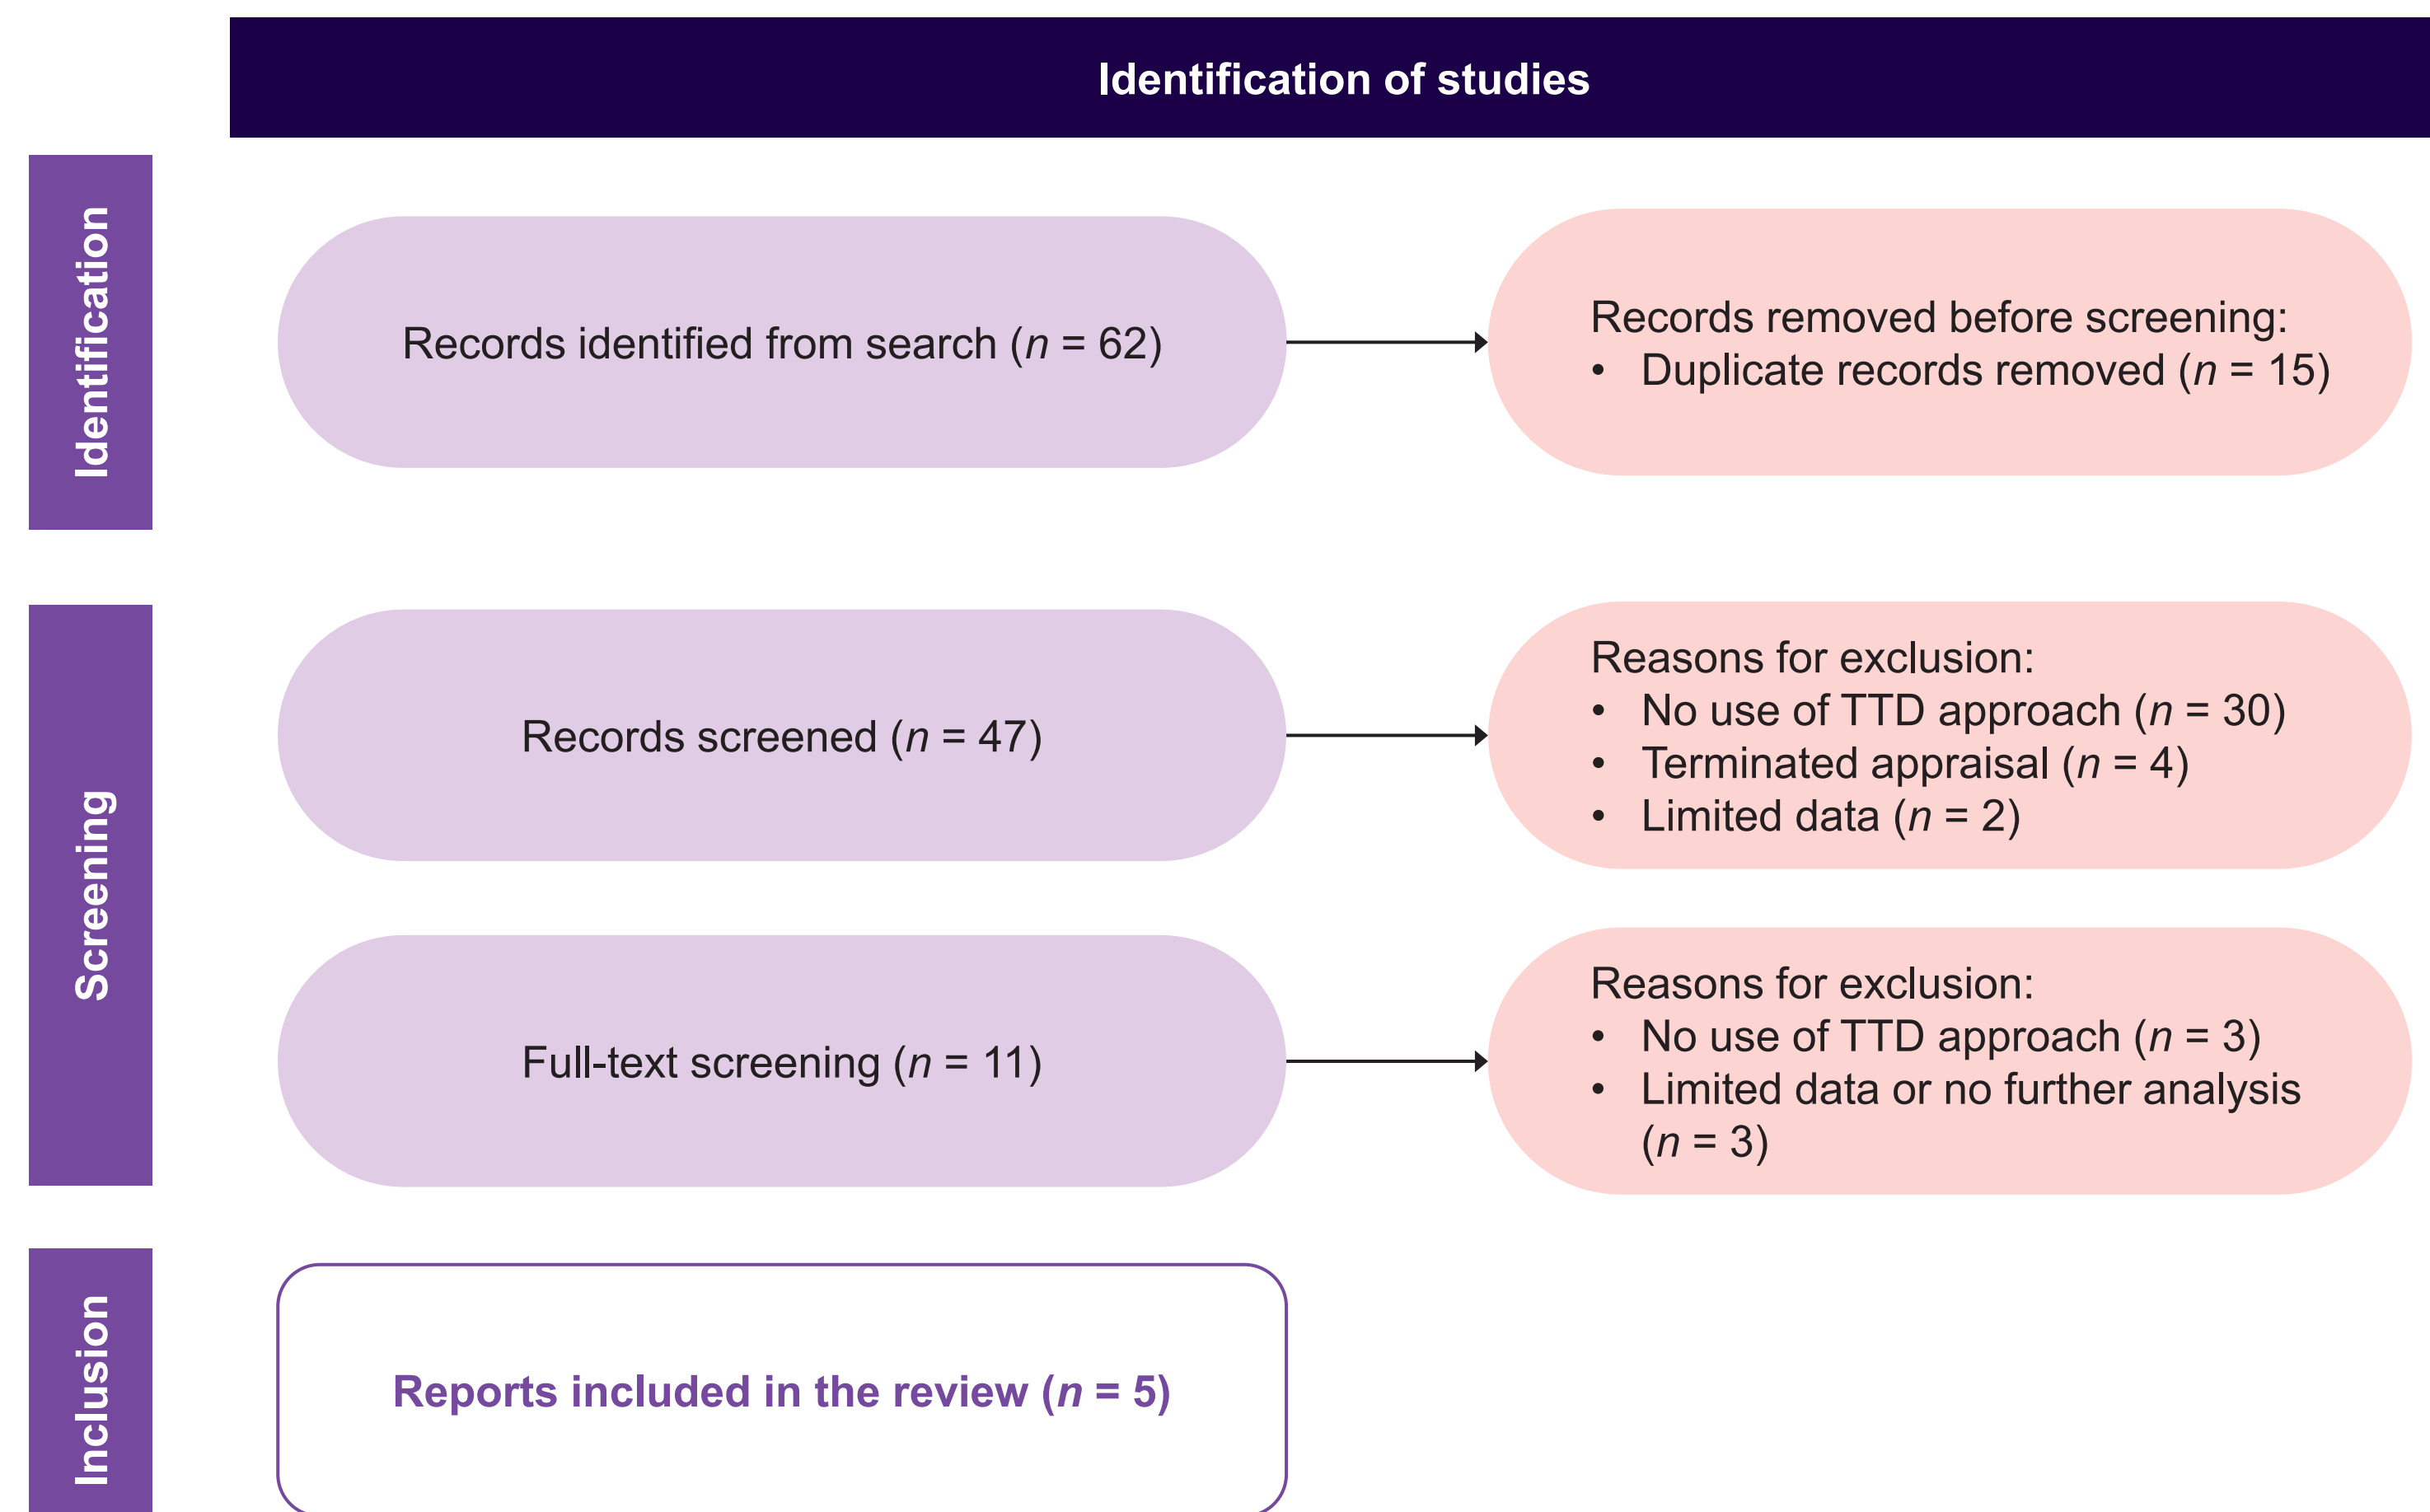 Identification of studies
Identification
Records identified from search (n = 62)
Records removed before screening:
• Duplicate records removed (n = 15)
Screening
Records screened (n = 47)
Reasons for exclusion:
• No use of TTD approach (n = 30)
• Terminated appraisal (n = 4)
• Limited data (n = 2)
Full-text screening (n = 11)
Reasons for exclusion:
• No use of TTD approach (n = 3)
• Limited data or no further analysis
(n = 3)
Inclusion
Reports included in the review (n = 5)